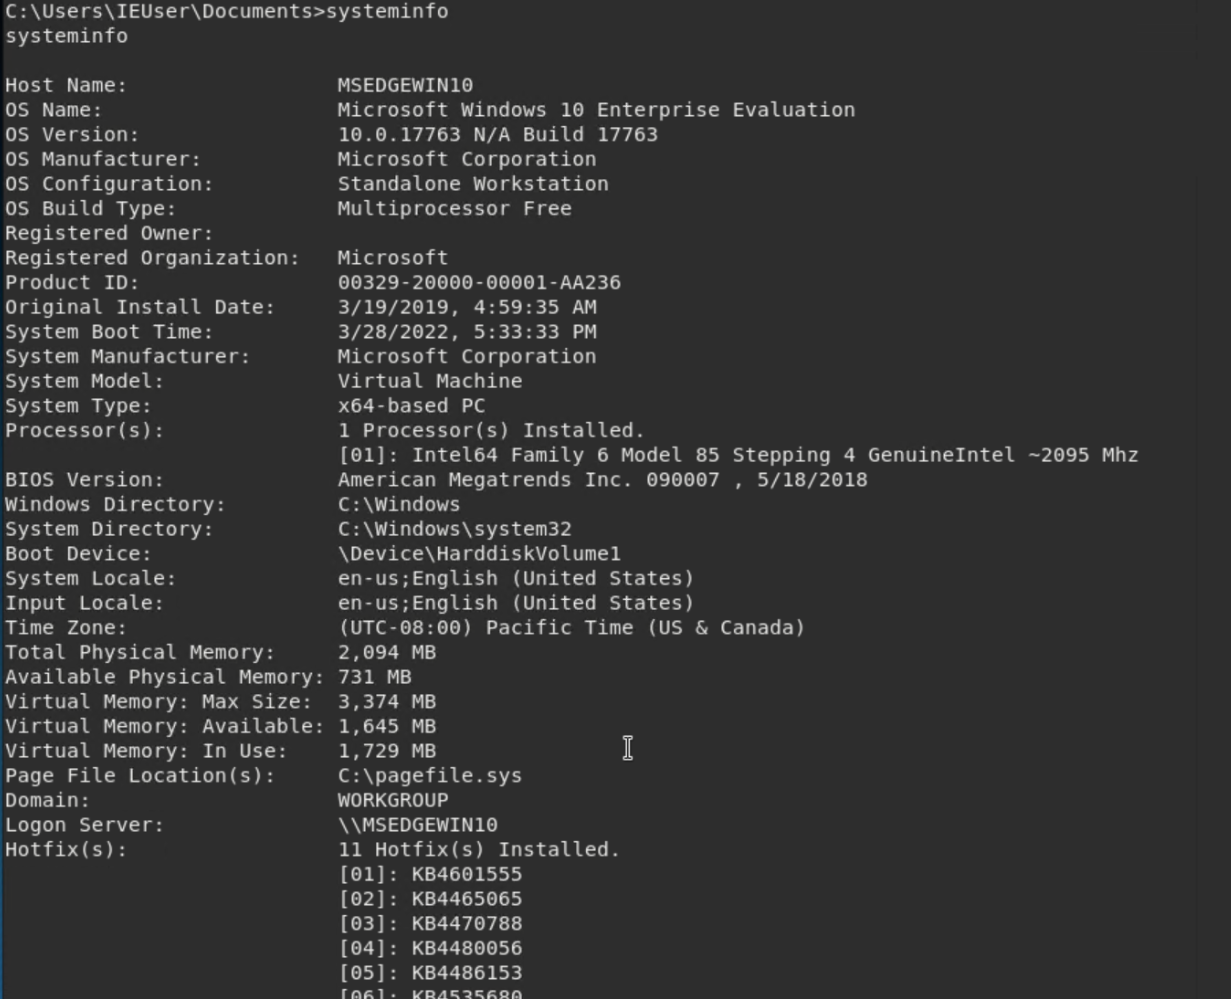 C:\Users\IEUser\Documents>systeminfo
systeminfo
Host Name: MSEDGEWIN10
OS Name: Microsoft Windows 10 Enterprise Evaluation
OS Version: 10.0.17763 N/A Build 17763
OS Manufacturer: Microsoft Corporation
OS Configuration: Standalone Workstation
OS Build Type: Multiprocessor Free
Registered Owner:
Registered Organization: Microsoft
Product ID: 00329-20000-00001-AA236
Original Install Date: 3/19/2019, 4:59:35 AM
System Boot Time: 3/28/2022, 5:33:33 PM
System Manufacturer: Microsoft Corporation
System Model: Virtual Machine
System Type: x64-based PC
Processor(s): 1 Processor(s) Installed.
[01]: Intel64 Family 6 Model 85 Stepping 4 GenuineIntel ~2095 Mhz
BIOS Version: American Megatrends Inc. 090007 , 5/18/2018
Windows Directory: C:\Windows
System Directory: C:\Windows\system32
Boot Device: \Device\HarddiskVolume1
System Locale: en-us;English (United States)
Input Locale: en-us;English (United States)
Time Zone: (UTC-08:00) Pacific Time (US & Canada)
Total Physical Memory: 2,094 MB
Available Physical Memory: 731 MB
Virtual Memory: Max Size: 3,374 MB
Virtual Memory: Available: 1,645 MB
Virtual Memory: In Use: 1,729 MB
Page File Location(s): C:\pagefile.sys
Domain: WORKGROUP
Logon Server: \\MSEDGEWIN10
Hotfix(s): 11 Hotfix(s) Installed.
[01]: KB4601555
[02]: KB4465065
[03]: KB4470788
[04]: KB4480056
[05]: KB4486153
[06]: KB4535680